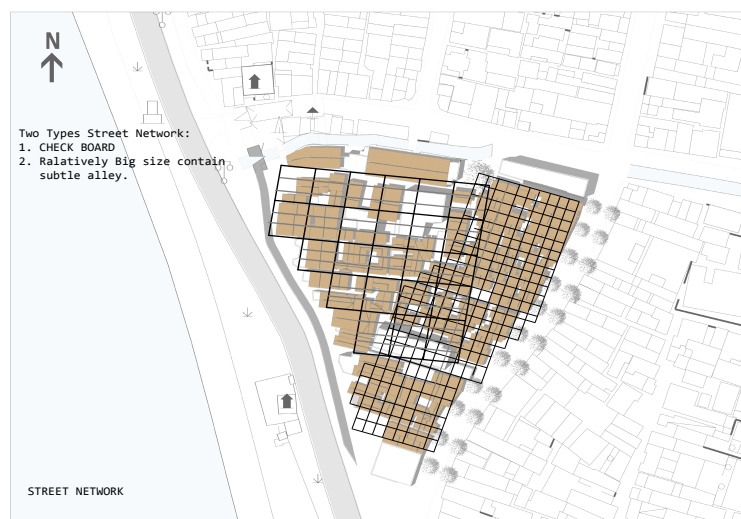 N
Two Types Street Network:
1. CHECK BOARD
2. Ralatively Big size contain
subtle alley.
STREET NETWORK